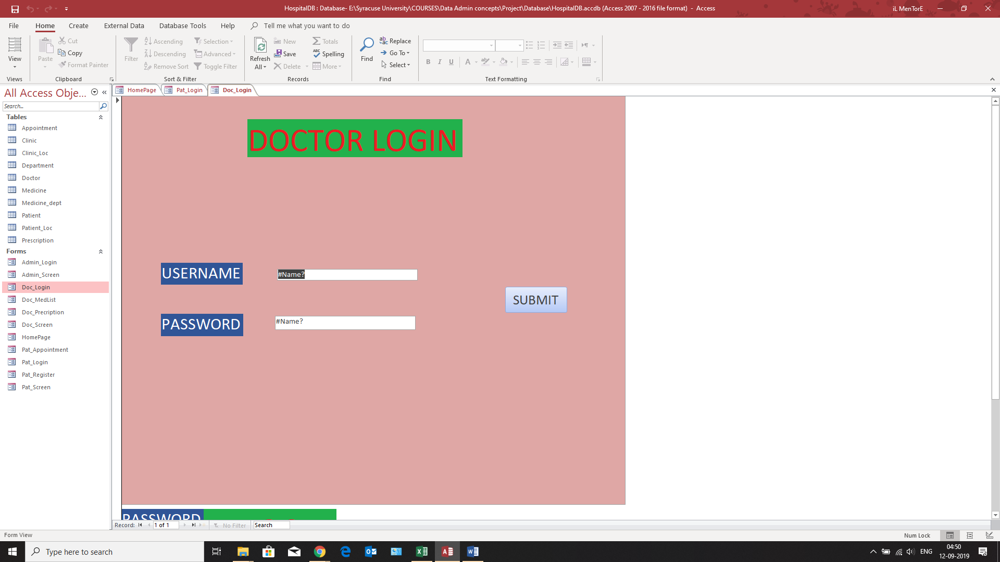 HospitalDB : Database- E:\Syracuse University\COURSES\Data Admin concepts\Project\Database\HospitalDB.accdb (Access 2007 - 2016 file format)  -  Access
iL MenTorE
File Home Create External Data Database Tools Help Tell me what you want to do
View
Views
Paste
Cut
Copy
Format Painter
Clipboard
Filter
Ascending
Descending
Remove Sort
Selection
Advanced
Toggle Filter
Sort & Filter
Refresh
All
New
Save
Delete
Totals
Spelling
More
Records
Find
Replace
Go To
Select
Find
B I U A
Text Formatting
All Access Obje...
Search...
Tables
Appointment
Clinic
Clinic_Loc
Department
Doctor
Medicine
Medicine_dept
Patient
Patient_Loc
Prescription
Forms
Admin_Login
Admin_Screen
Doc_Login
Doc_MedList
Doc_Precription
Doc_Screen
HomePage
Pat_Appointment
Pat_Login
Pat_Register
Pat_Screen
HomePage Pat_Login Doc_Login
DOCTOR LOGIN
USERNAME #Name?
SUBMIT
PASSWORD #Name?
PASSWORD
Record: 1 of 1 No Filter Search
Form View
Num Lock
Type here to search
ENG
04:50
12-09-2019